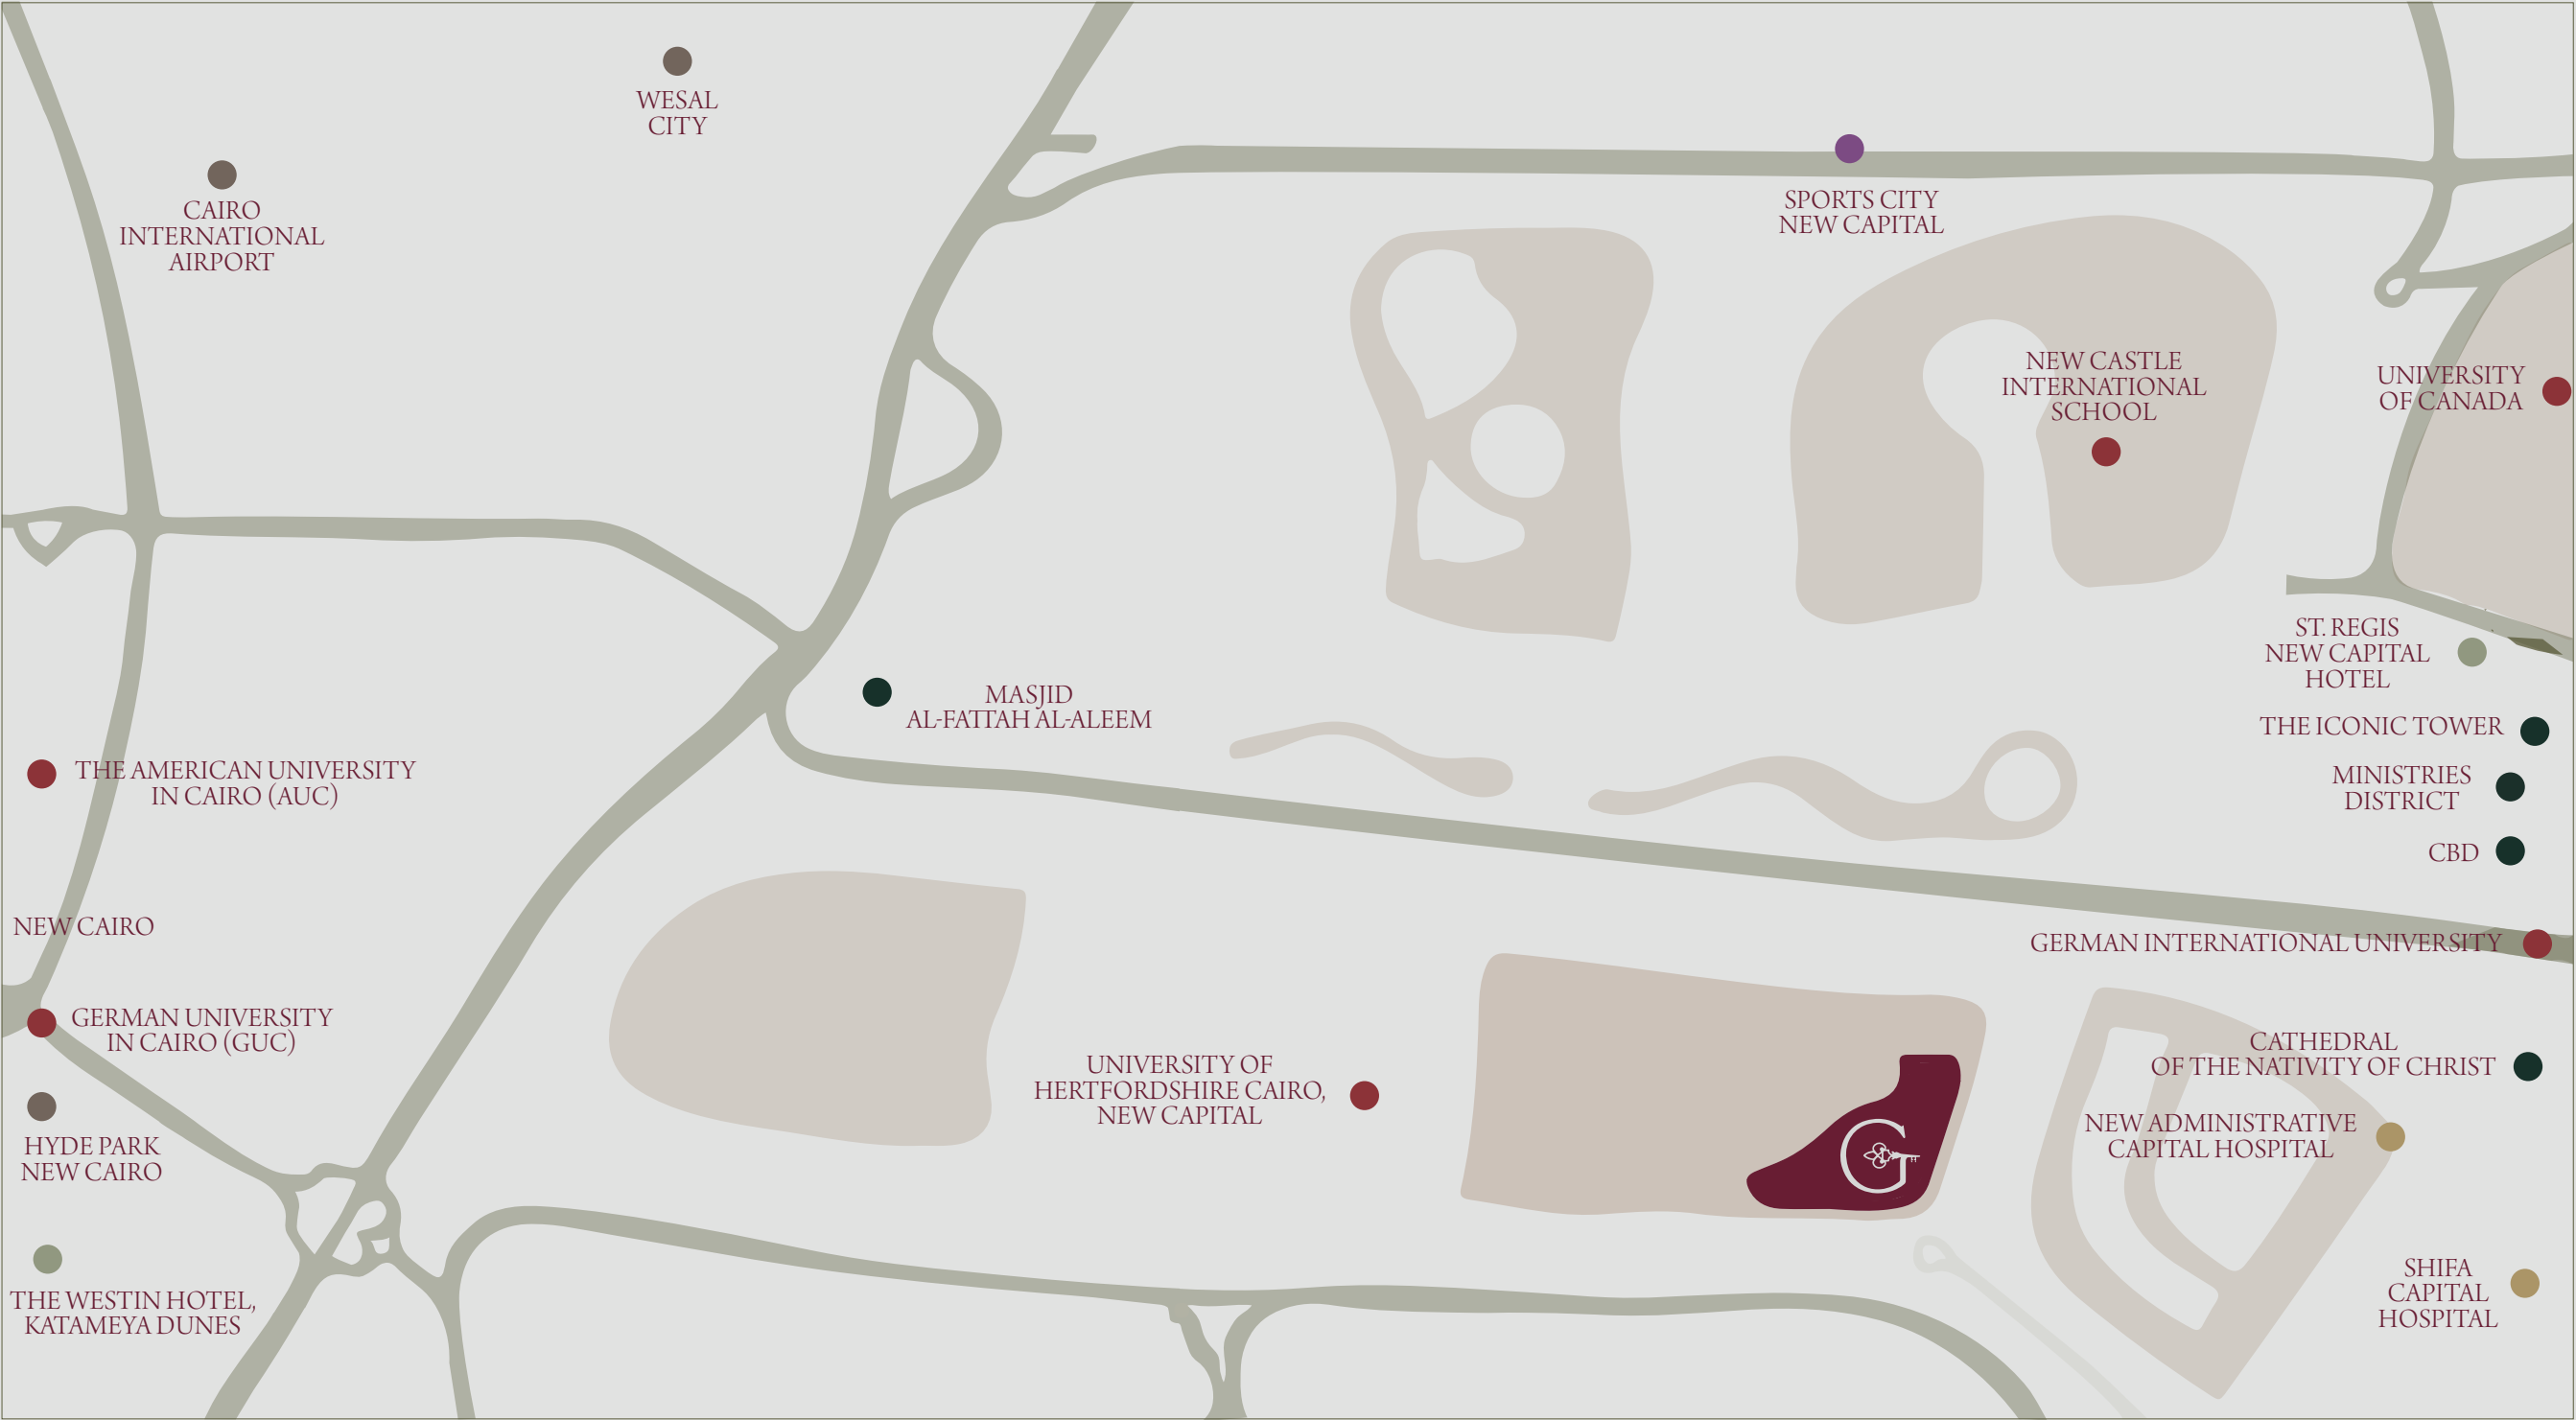 WESAL
CITY
CAIRO
INTERNATIONAL
AIRPORT
SPORTS CITY
NEW CAPITAL
NEW CASTLE
INTERNATIONAL
SCHOOL
UNIVERSITY
OF CANADA
ST. REGIS
NEW CAPITAL
HOTEL
MASJID
AL-FATTAH AL-ALEEM
THE ICONIC TOWER
MINISTRIES
DISTRICT
THE AMERICAN UNIVERSITY
IN CAIRO (AUC)
CBD
NEW CAIRO
GERMAN INTERNATIONAL UNIVERSITY
GERMAN UNIVERSITY
IN CAIRO (GUC)
CATHEDRAL
OF THE NATIVITY OF CHRIST
UNIVERSITY OF
HERTFORDSHIRE CAIRO,
NEW CAPITAL
NEW ADMINISTRATIVE
CAPITAL HOSPITAL
HYDE PARK
NEW CAIRO
G
SHIFA
CAPITAL
HOSPITAL
THE WESTIN HOTEL,
KATAMEYA DUNES